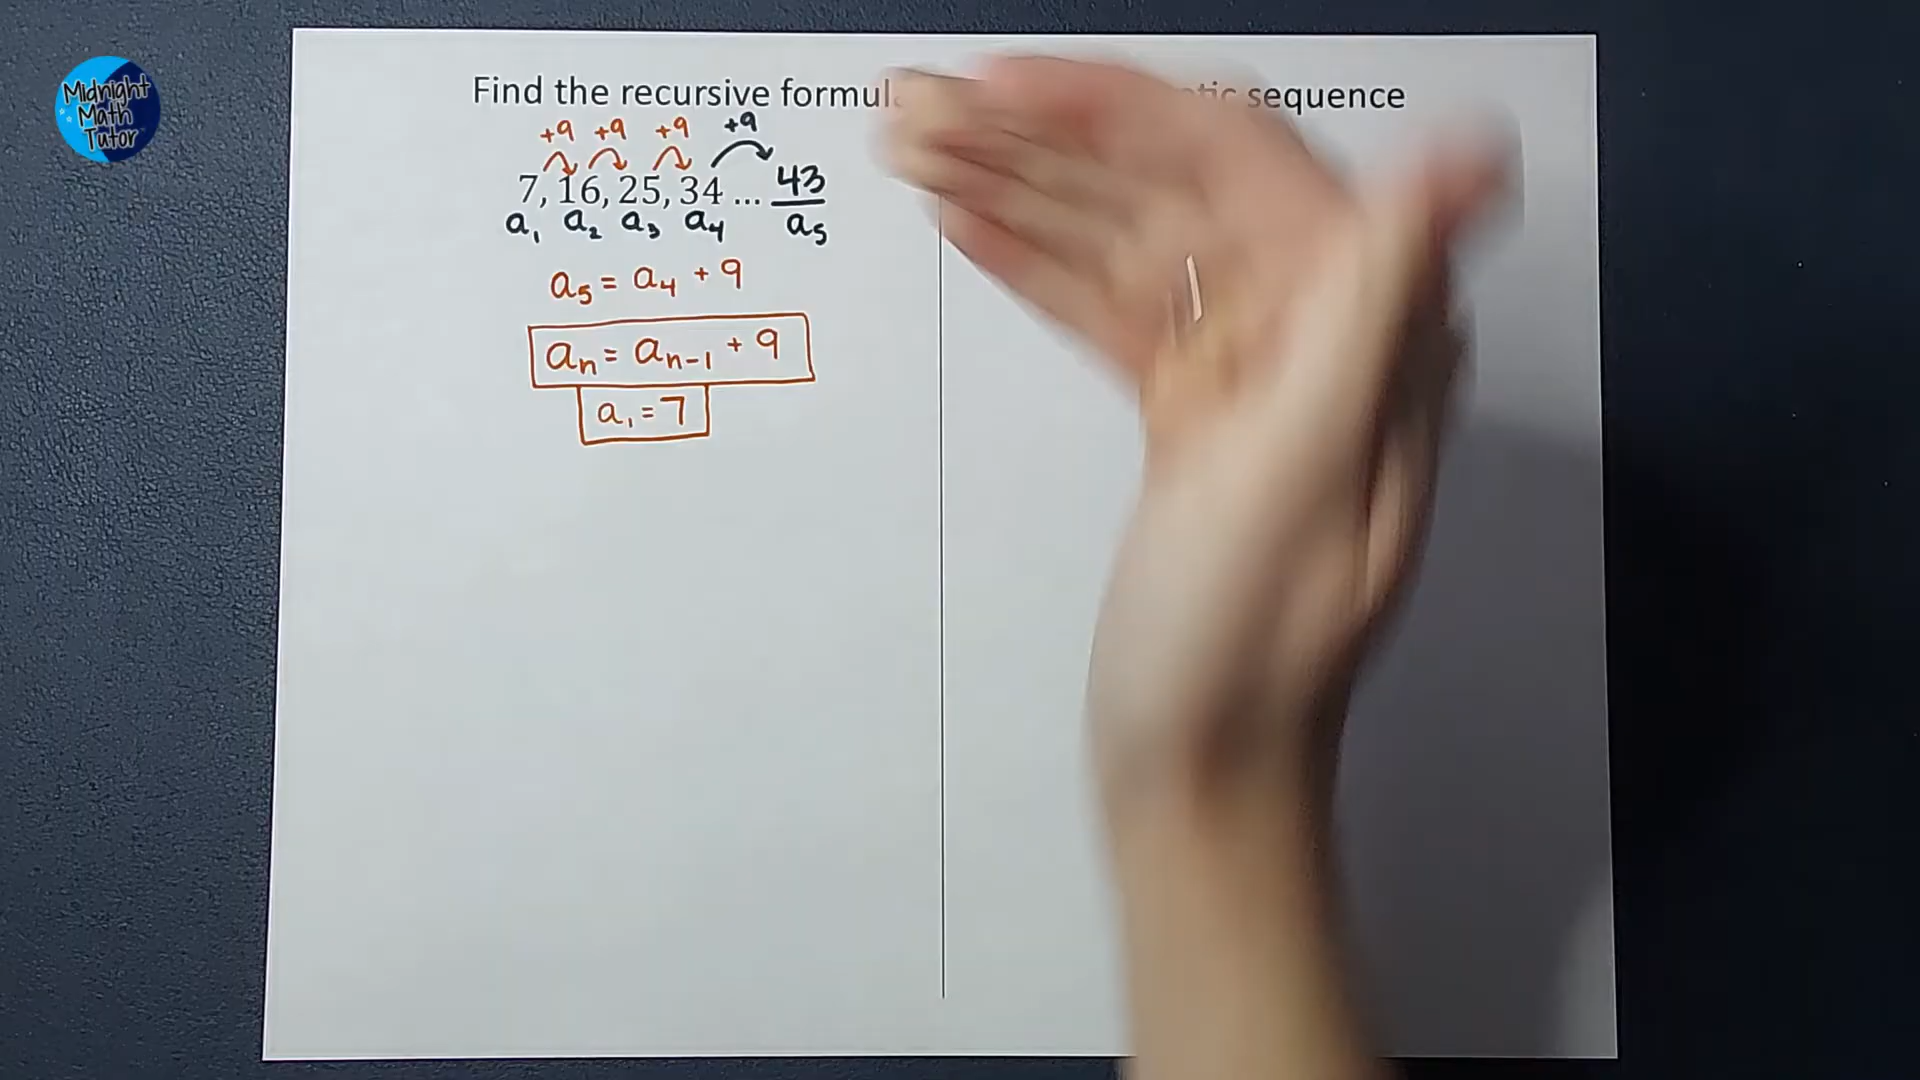 Midnight
Math
Tutor
Find the recursive formul sequence
+9 +9 +9 +9
7, 16, 25, 34 ... 43
a₁ a₂ a₃ a₄ a₅
a₅ = a₄ + 9
aₙ = aₙ₋₁ + 9
a₁ = 7